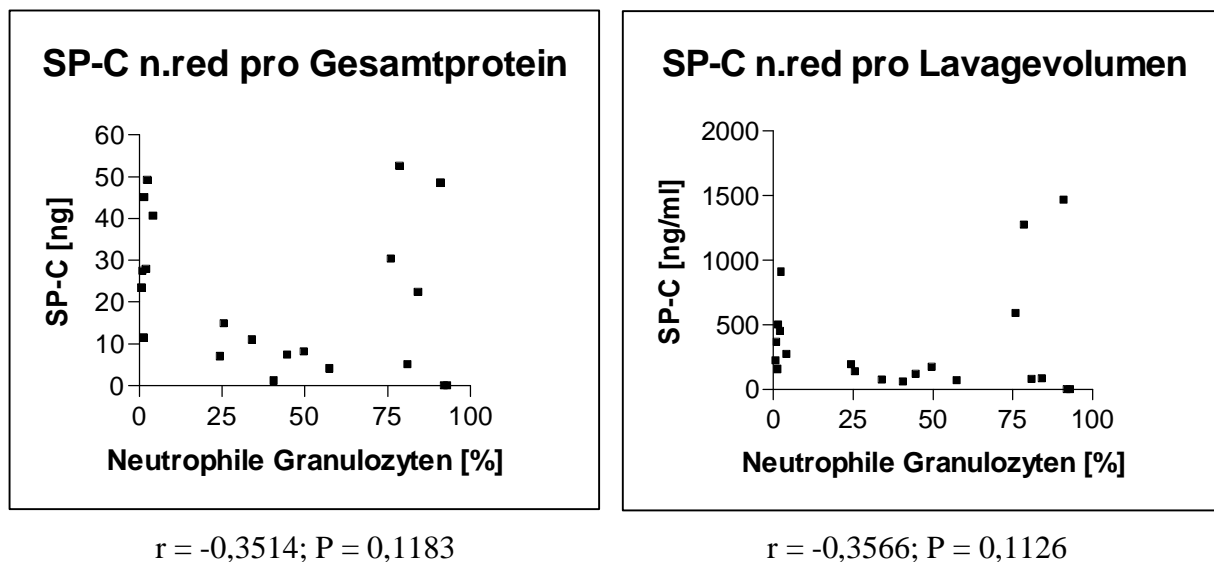 SP-C n.red pro Gesamtprotein
60
50
40
30
20
10
0
SP-C [ng]
0 25 50 75 100
Neutrophile Granulozyten [%]
r = -0,3514; P = 0,1183
SP-C n.red pro Lavagevolumen
2000
1500
1000
500
0
SP-C [ng/ml]
0 25 50 75 100
Neutrophile Granulozyten [%]
r = -0,3566; P = 0,1126